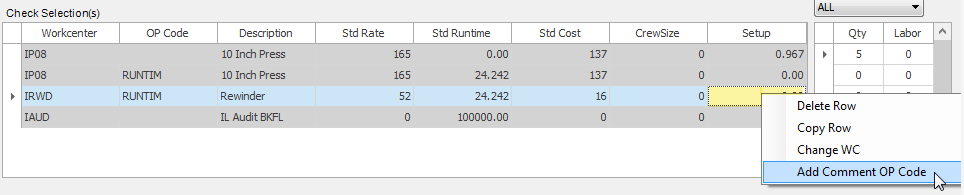 Check Selection(s)
ALL
Workcenter OP Code Description Std Rate Std Runtime Std Cost CrewSize Setup Qty Labor
IP08 10 Inch Press 165 0.00 137 0 0.967 5 0
IP08 RUNTIM 10 Inch Press 165 24.242 137 0 0.00 0 0
IRWD RUNTIM Rewinder 52 24.242 16 0
IAUD IL Audit BKFL 0 100000.00 0 0
Delete Row
Copy Row
Change WC
Add Comment OP Code